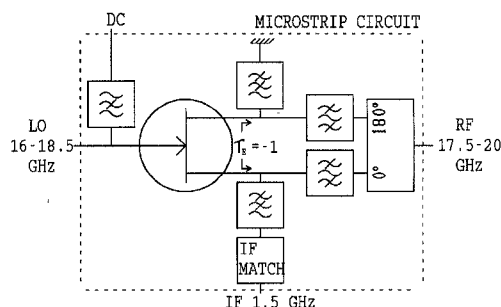 DC
MICROSTRIP CIRCUIT
LO
16-18.5
GHz
Γg = -1
180°
0°
RF
17.5-20
GHz
IF
MATCH
IF 1.5 GHz